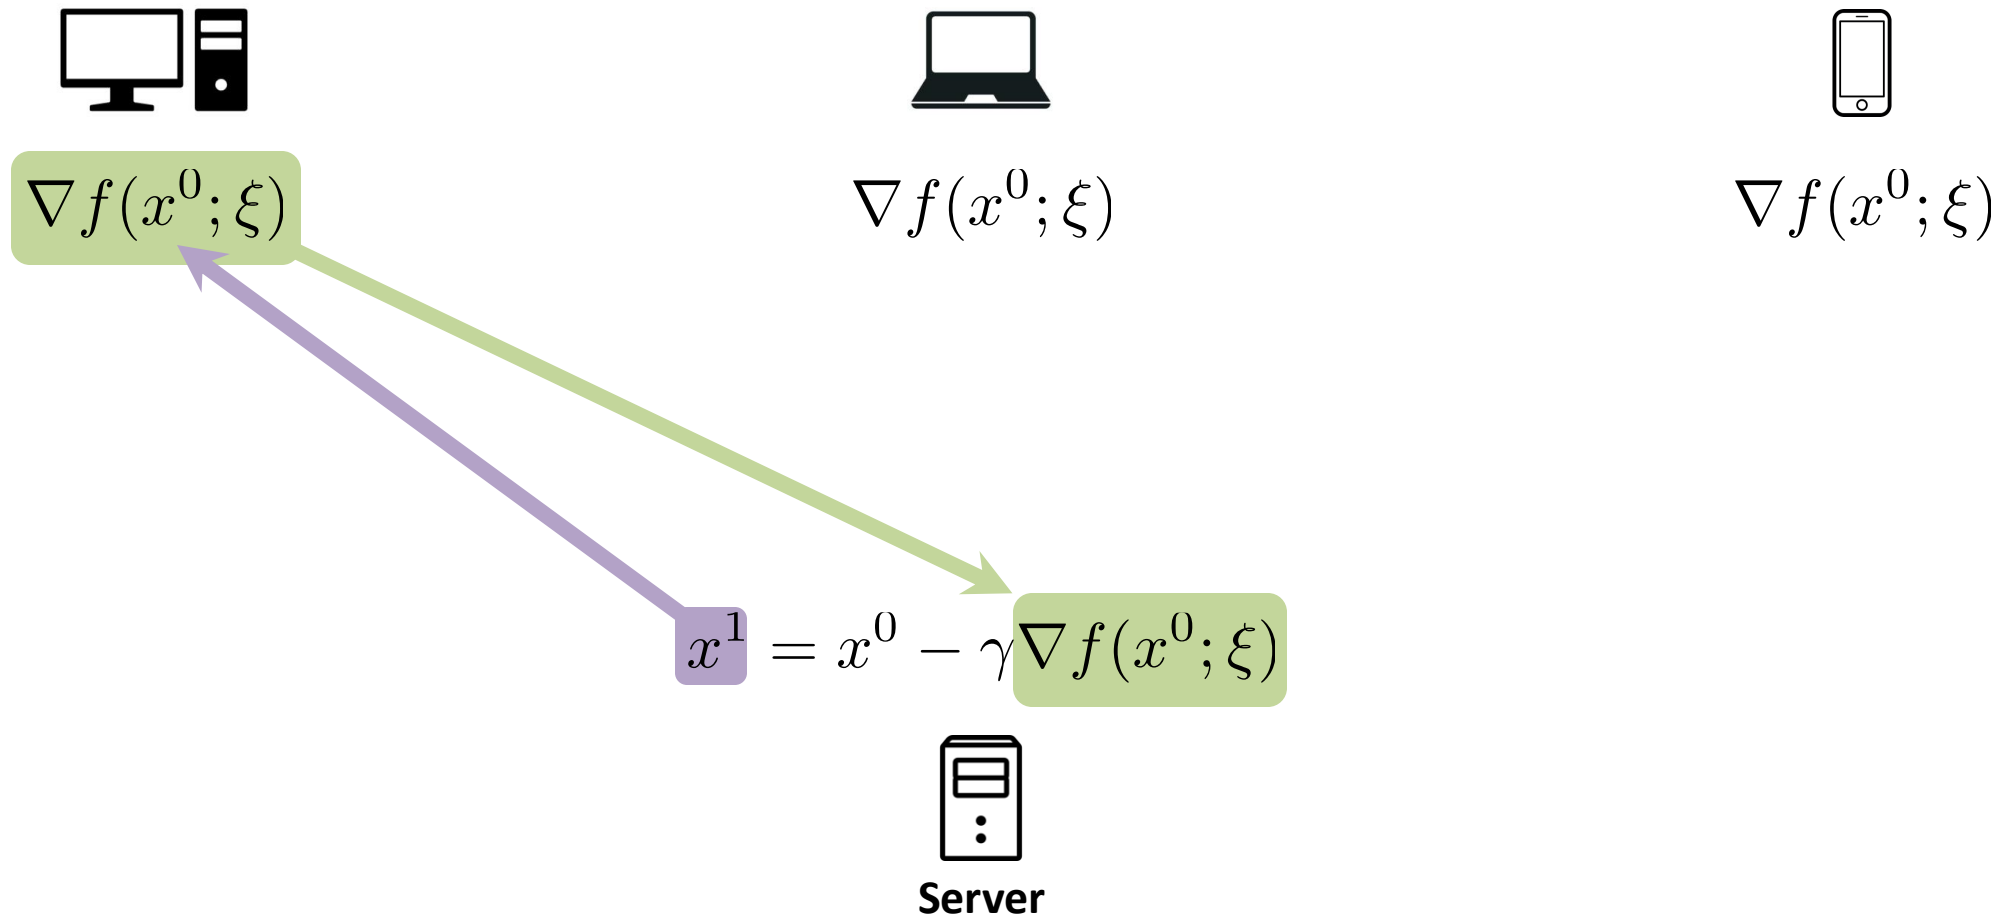 ∇f(x⁰; ξ) ∇f(x⁰; ξ) ∇f(x⁰; ξ)
x¹ = x⁰ − γ∇f(x⁰; ξ)
Server